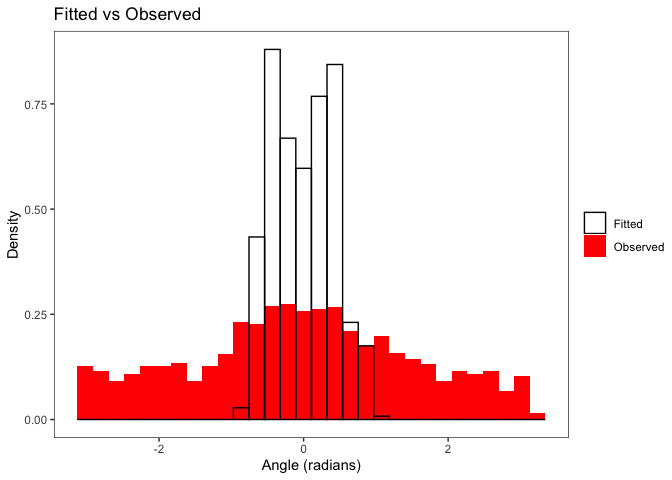 Fitted vs Observed
0.75
0.50
0.25
0.00
Density
-2 0 2
Angle (radians)
Fitted
Observed